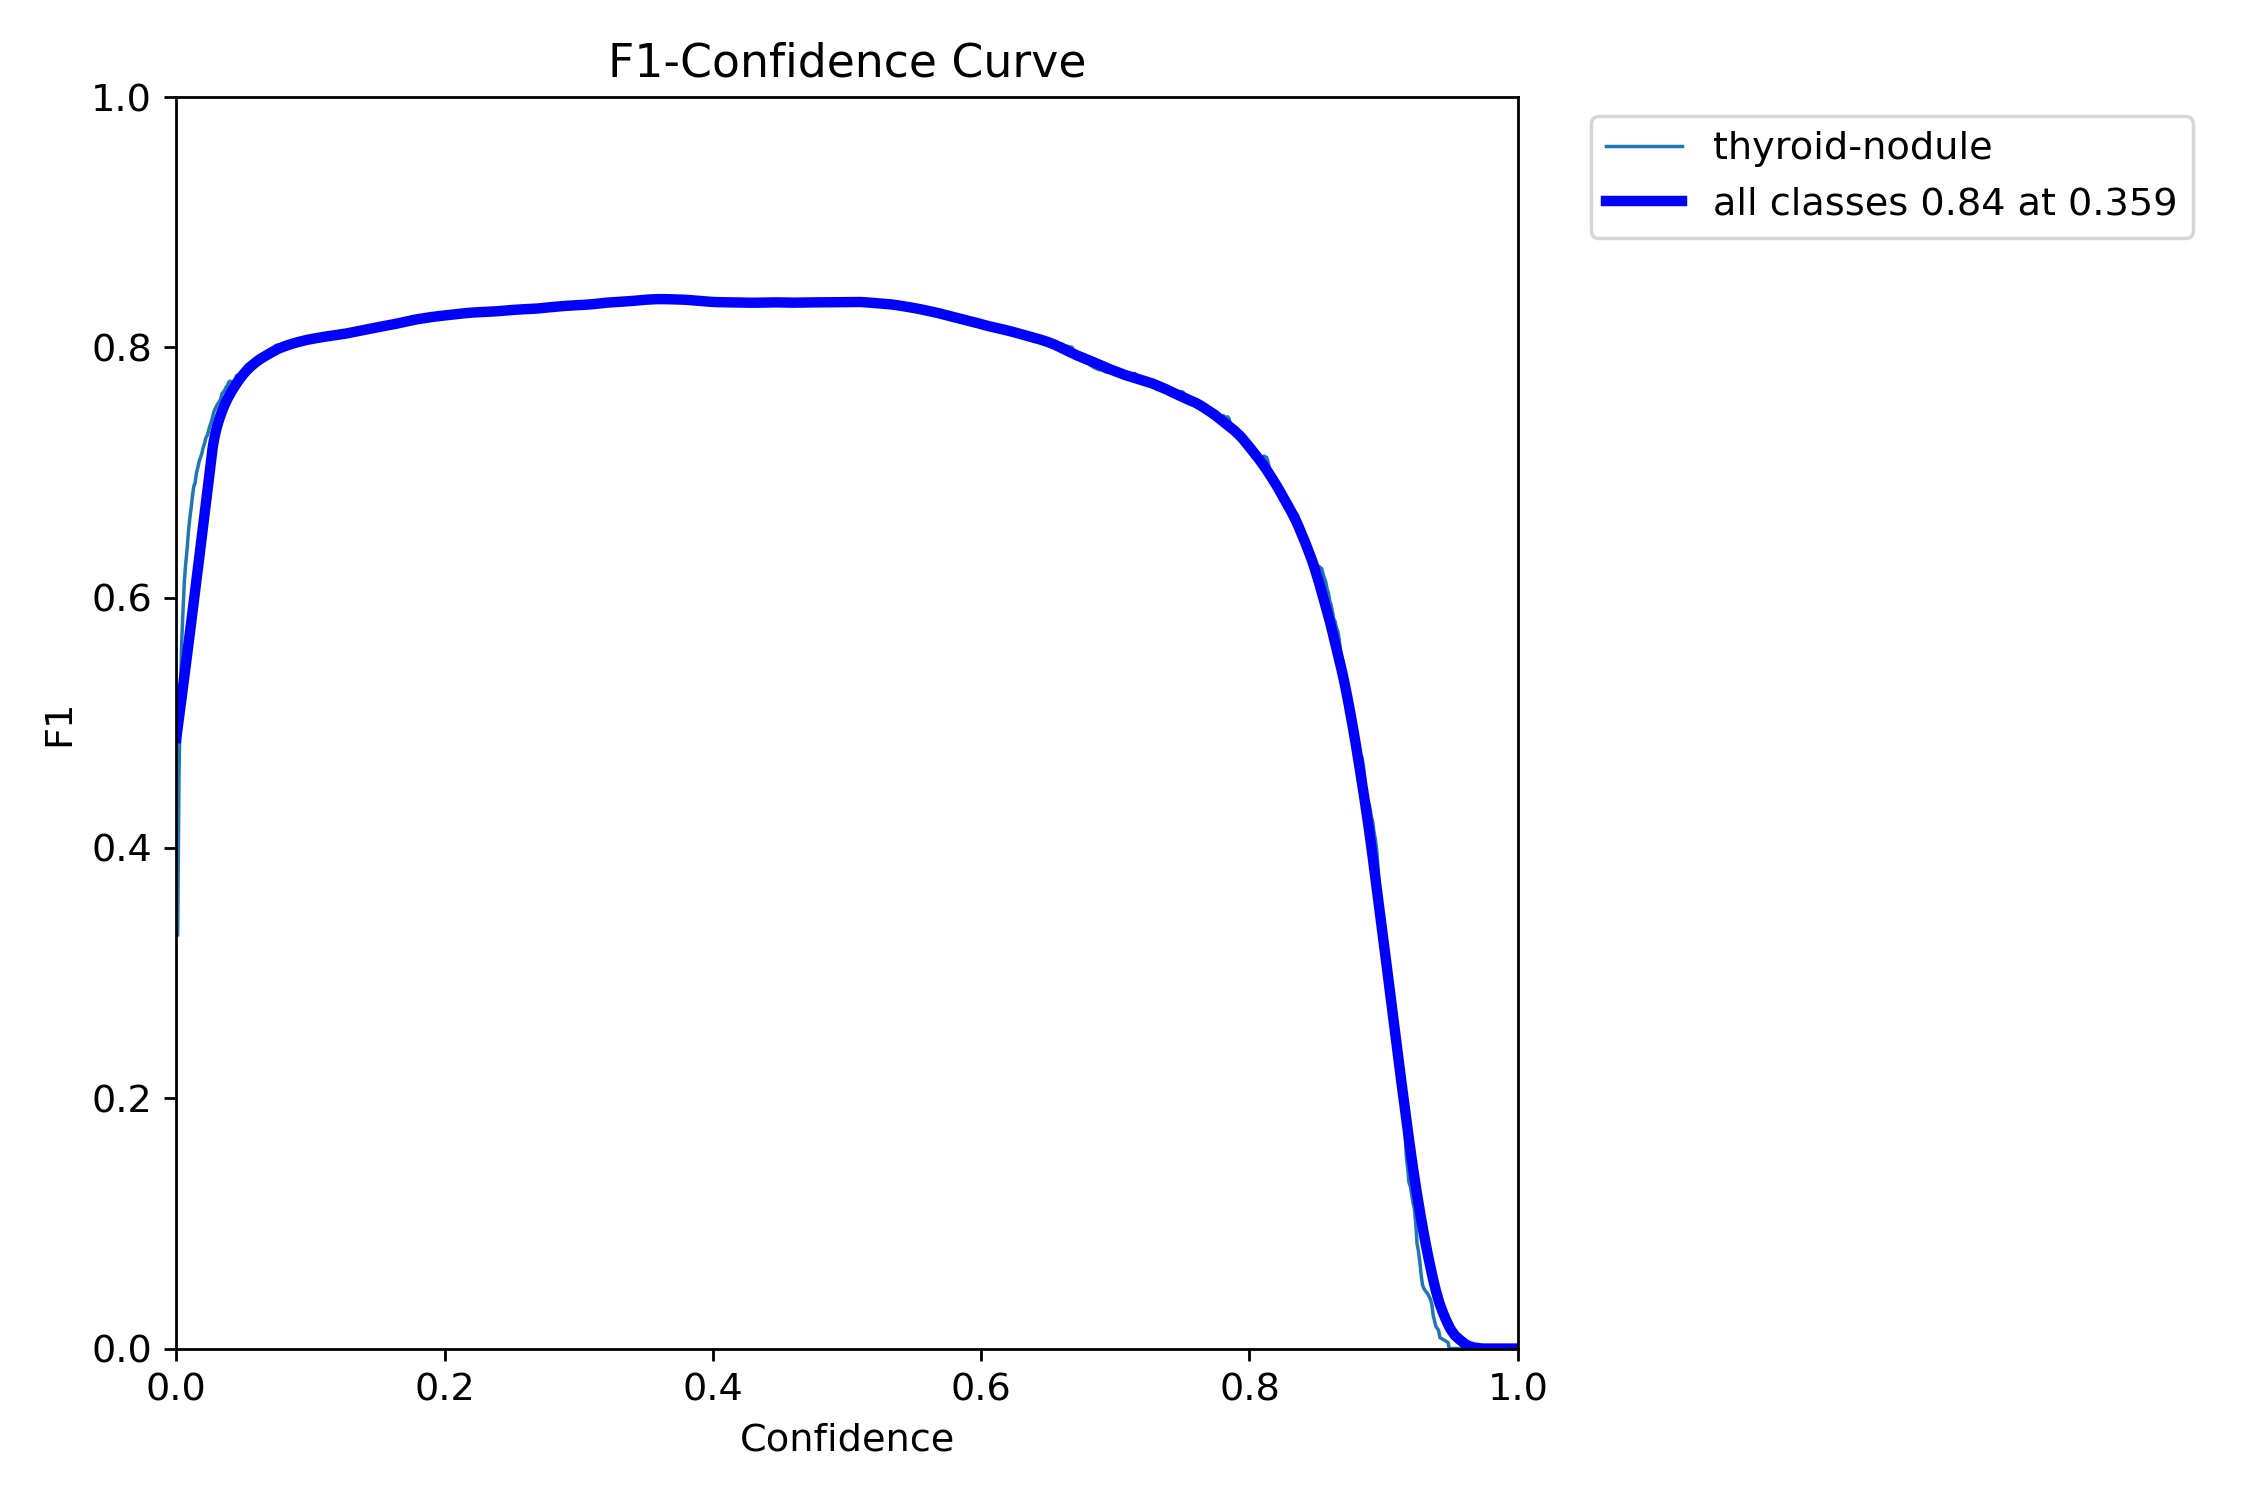 F1-Confidence Curve
1.0
0.8
0.6
0.4
0.2
0.0
F1
0.0 0.2 0.4 0.6 0.8 1.0
Confidence
thyroid-nodule
all classes 0.84 at 0.359